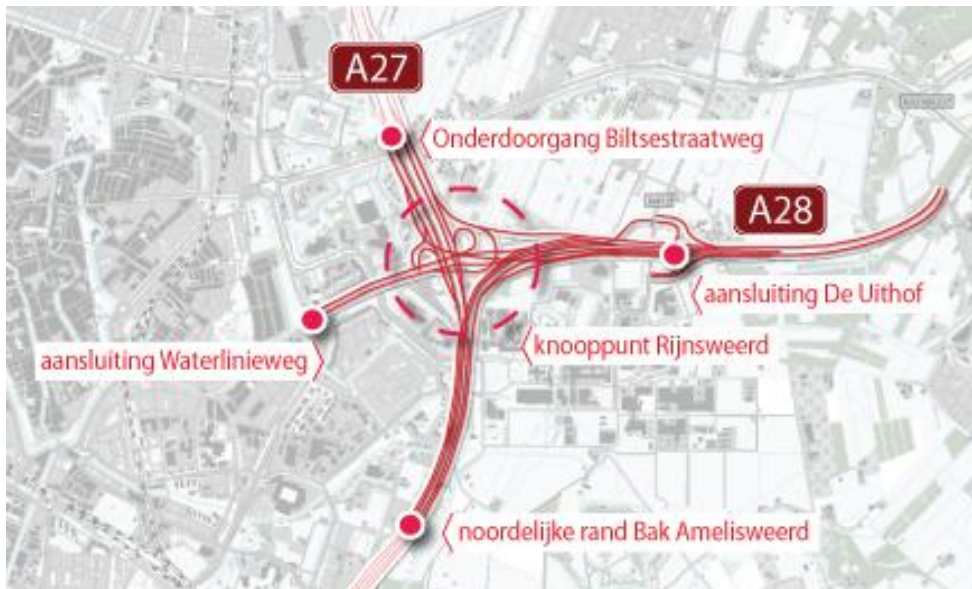 A27
Onderdoorgang Biltsestraatweg
A28
aansluiting De Uithof
knooppunt Rijnsweerd
aansluiting Waterlinieweg
noordelijke rand Bak Amelisweerd